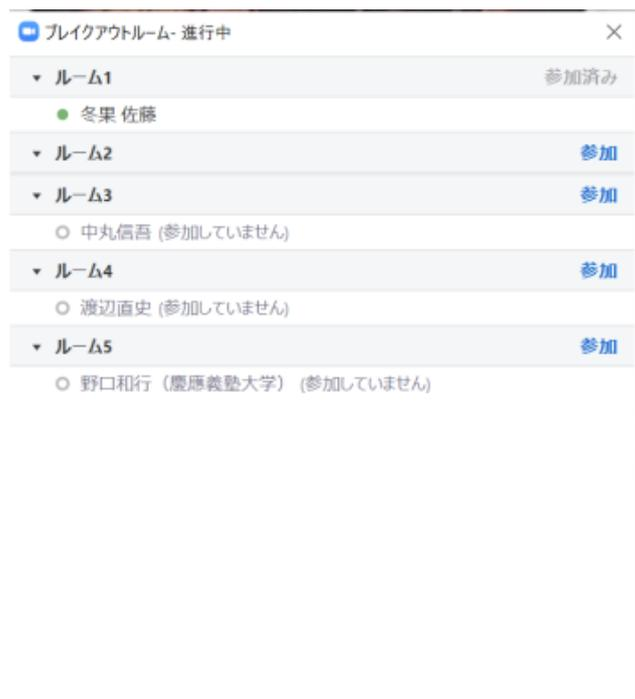 ブレイクアウトルーム- 進行中
ルーム1 参加済み
冬果 佐藤
ルーム2 参加
ルーム3 参加
中丸信吾 (参加していません)
ルーム4 参加
渡辺直史 (参加していません)
ルーム5 参加
野口和行（慶應義塾大学） (参加していません)